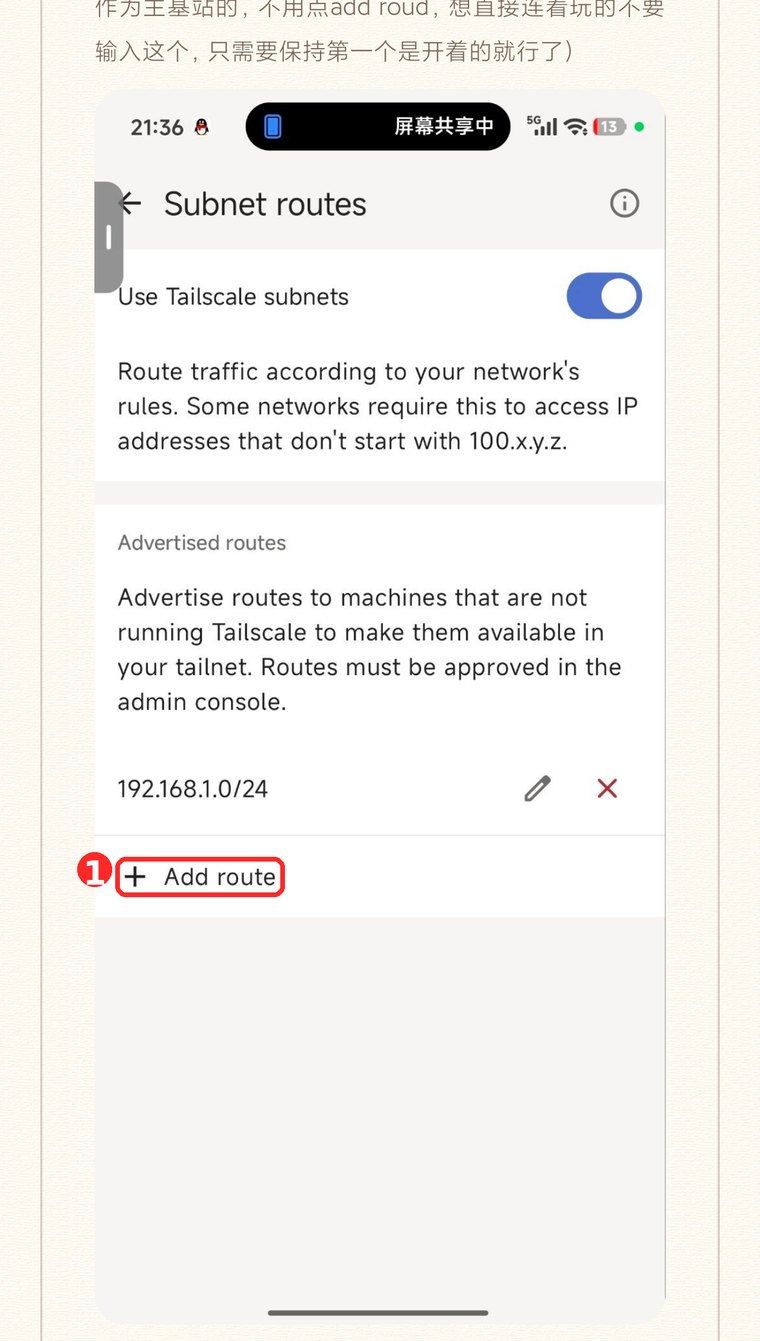 作为主基站的，不用点add roud，想直接连着玩的不要
输入这个，只需要保持第一个是开着的就行了）
21:36 屏幕共享中 5G 13
Subnet routes
Use Tailscale subnets
Route traffic according to your network's
rules. Some networks require this to access IP
addresses that don't start with 100.x.y.z.
Advertised routes
Advertise routes to machines that are not
running Tailscale to make them available in
your tailnet. Routes must be approved in the
admin console.
192.168.1.0/24
1 + Add route